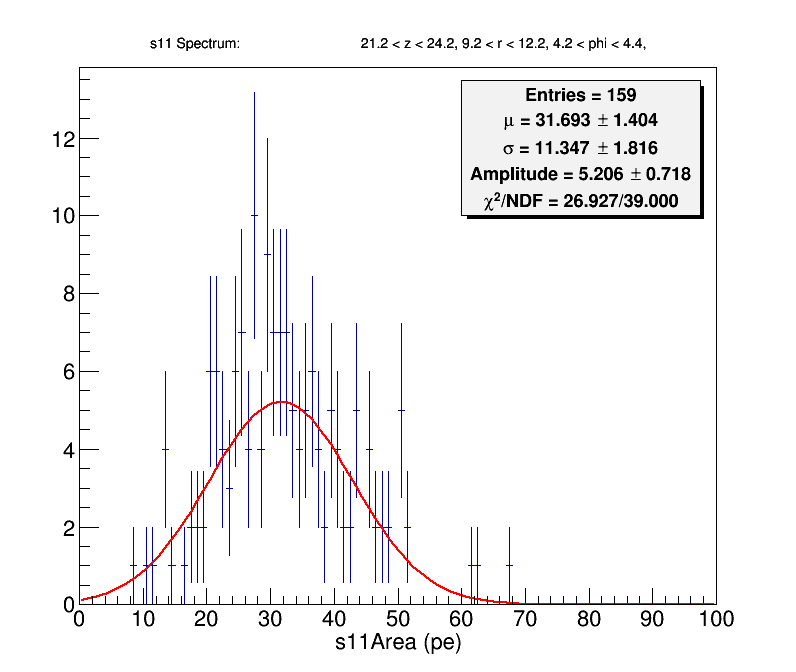 s11 Spectrum: 21.2 < z < 24.2, 9.2 < r < 12.2, 4.2 < phi < 4.4,
Entries = 159
μ = 31.693 ± 1.404
σ = 11.347 ± 1.816
Amplitude = 5.206 ± 0.718
χ²/NDF = 26.927/39.000
12
10
8
6
4
2
0
0 10 20 30 40 50 60 70 80 90 100
s11Area (pe)